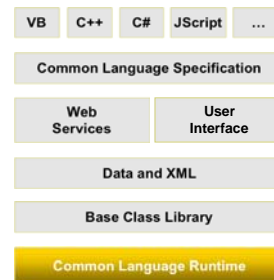 VB C++ C# JScript ...
Common Language Specification
Web User
Services Interface
Data and XML
Base Class Library
Common Language Runtime